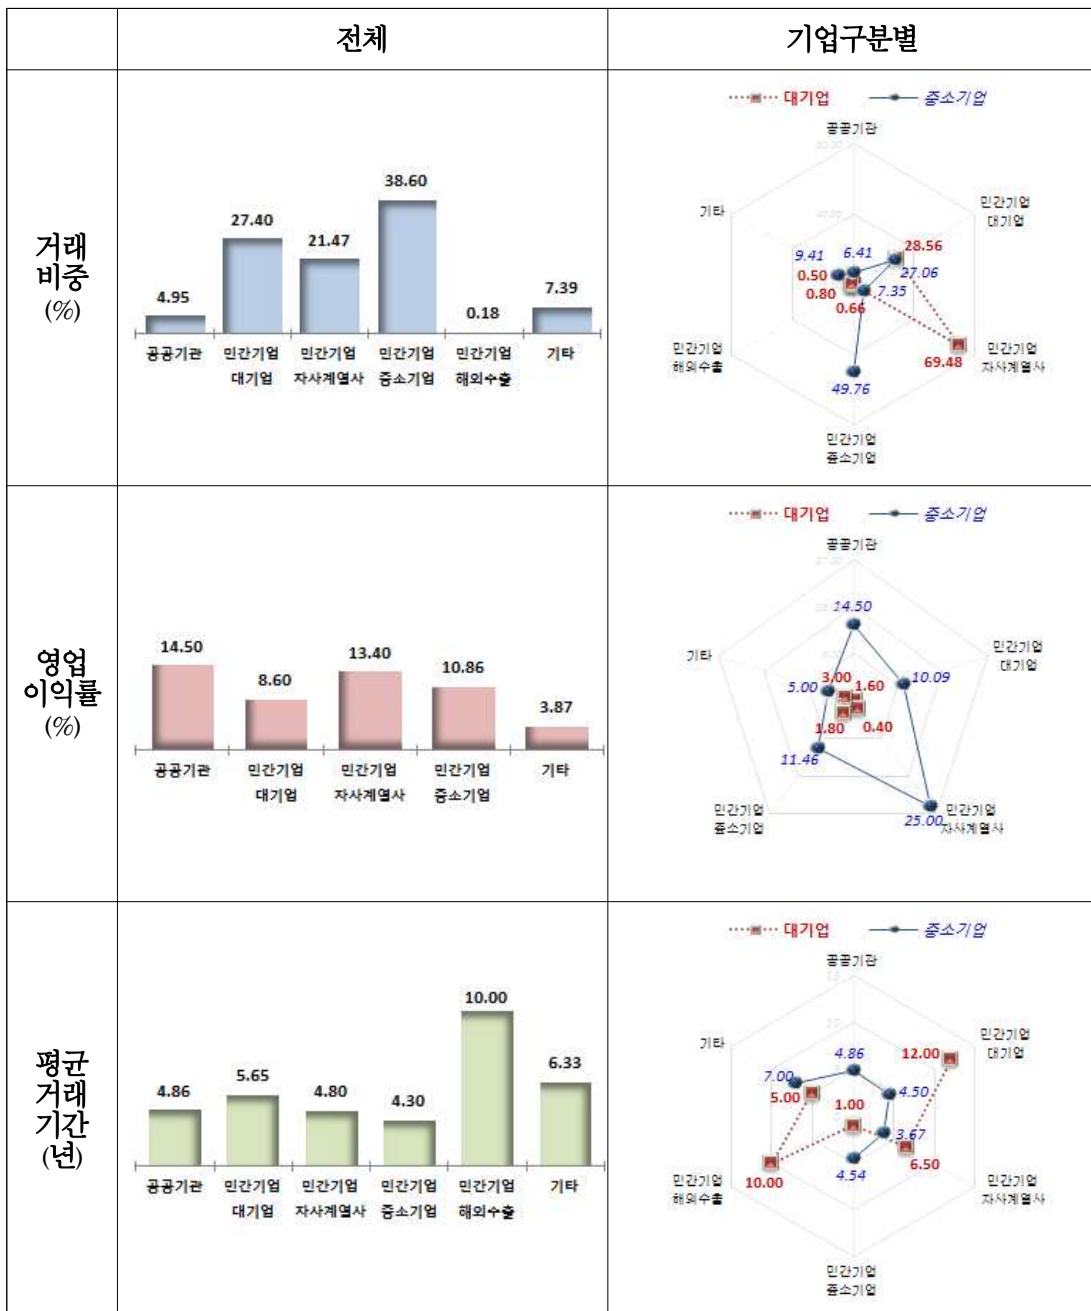 전체
기업구분별
거래
비중
(%)
38.60
27.40
21.47
4.95
0.18
7.39
공공기관
민간기업
대기업
민간기업
자사계열사
민간기업
중소기업
민간기업
해외수출
기타
대기업
중소기업
공공기관
민간기업
대기업
기타
9.41
6.41
28.56
0.50
27.06
0.80
7.35
0.66
69.48
민간기업
해외수출
민간기업
자사계열사
49.76
민간기업
중소기업
영업
이익률
(%)
14.50
8.60
13.40
10.86
3.87
공공기관
민간기업
대기업
민간기업
자사계열사
민간기업
중소기업
기타
대기업
중소기업
공공기관
14.50
민간기업
대기업
기타
3.00
1.60
10.09
5.00
1.80
0.40
11.46
25.00
민간기업
중소기업
민간기업
자사계열사
평균
거래
기간
(년)
10.00
4.86
5.65
4.80
4.30
6.33
공공기관
민간기업
대기업
민간기업
자사계열사
민간기업
중소기업
민간기업
해외수출
기타
대기업
중소기업
공공기관
15
10
민간기업
대기업
기타
12.00
4.86
7.00
5.00
4.50
1.00
3.67
6.50
4.54
10.00
민간기업
해외수출
민간기업
자사계열사
민간기업
중소기업